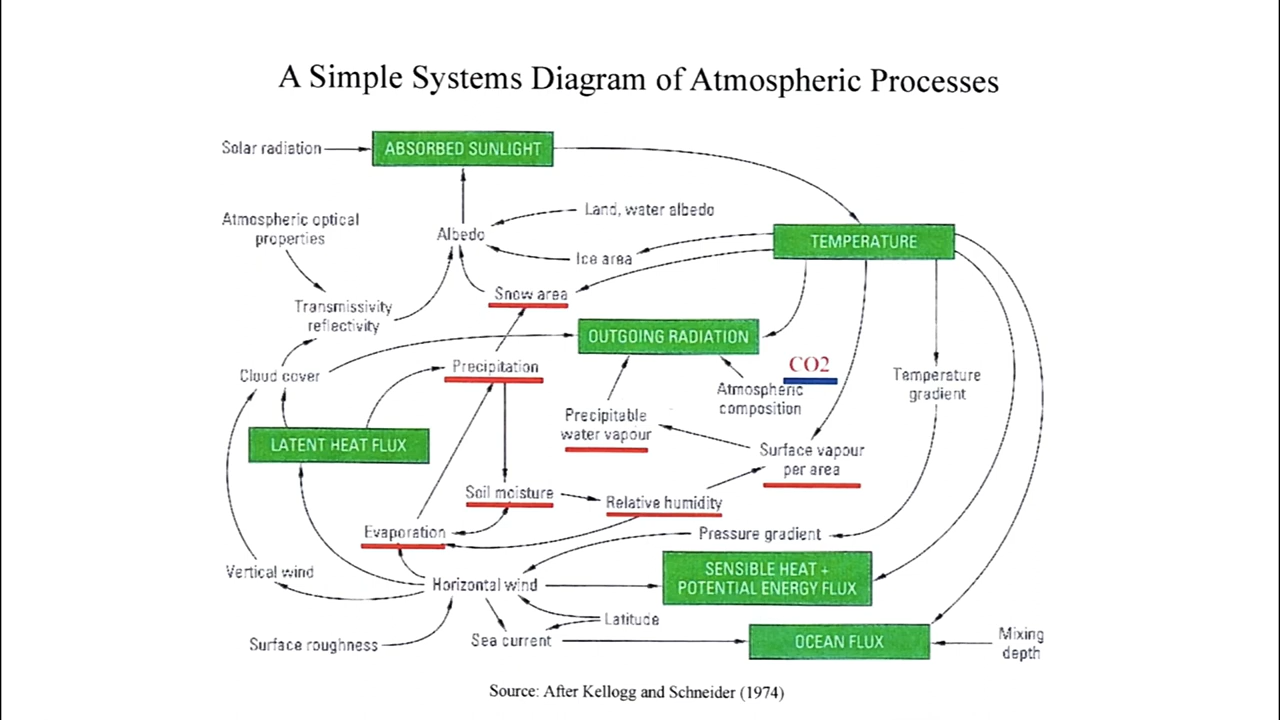 A Simple Systems Diagram of Atmospheric Processes
Solar radiation
ABSORBED SUNLIGHT
Land, water albedo
Atmospheric optical
properties
Albedo
TEMPERATURE
Ice area
Snow area
Transmissivity
reflectivity
OUTGOING RADIATION
Cloud cover
Precipitation
CO2
Atmospheric
composition
Temperature
gradient
Precipitable
water vapour
LATENT HEAT FLUX
Surface vapour
per area
Soil moisture
Relative humidity
Evaporation
Pressure gradient
Vertical wind
Horizontal wind
SENSIBLE HEAT +
POTENTIAL ENERGY FLUX
Latitude
Surface roughness
Sea current
OCEAN FLUX
Mixing
depth
Source: After Kellogg and Schneider (1974)